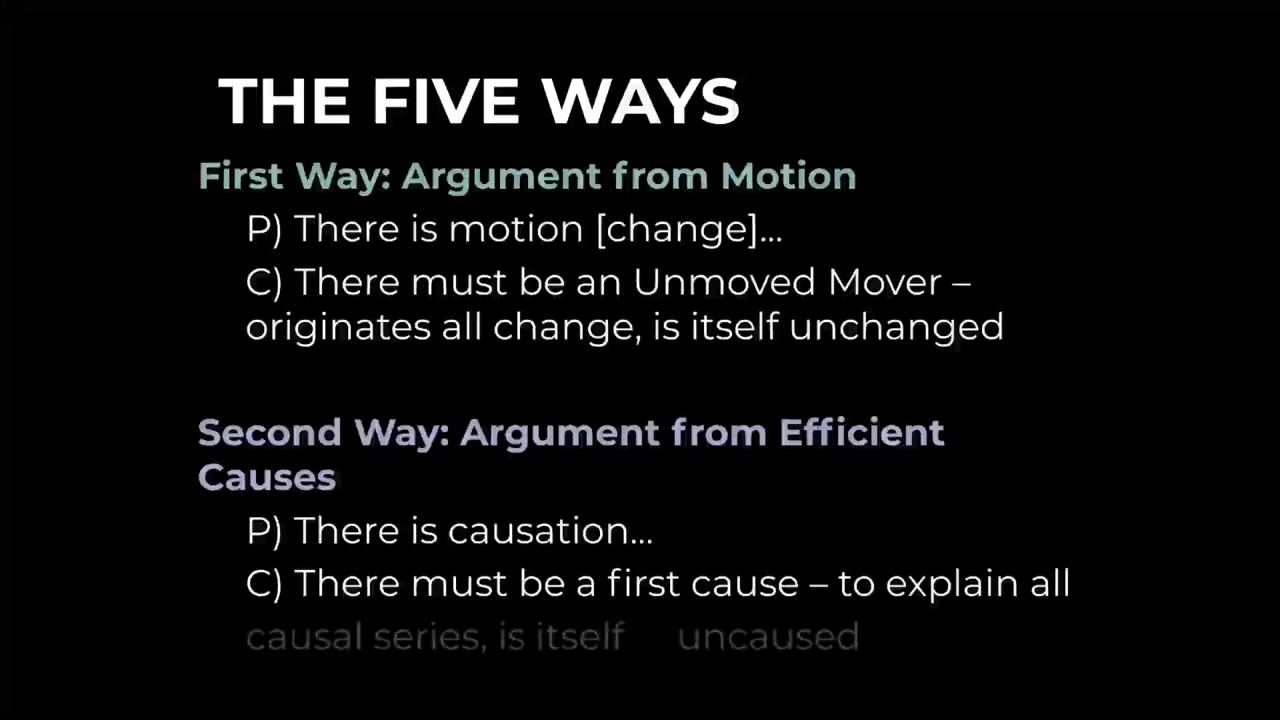 THE FIVE WAYS
First Way: Argument from Motion
P) There is motion [change]...
C) There must be an Unmoved Mover –
originates all change, is itself unchanged
Second Way: Argument from Efficient
Causes
P) There is causation...
C) There must be a first cause – to explain all
causal series, is itself uncaused